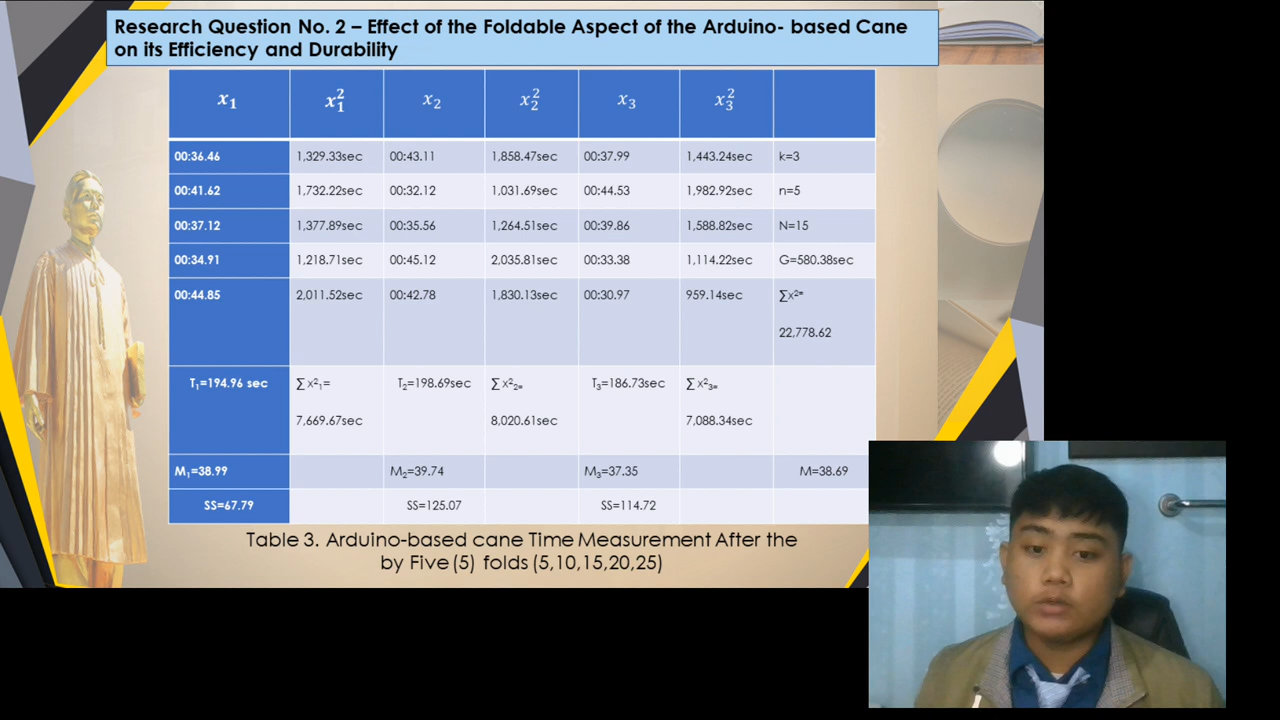 Research Question No. 2 – Effect of the Foldable Aspect of the Arduino- based Cane
on its Efficiency and Durability
x₁ x₁² x₂ x₂² x₃ x₃²
00:36.46 1,329.33sec 00:43.11 1,858.47sec 00:37.99 1,443.24sec k=3
00:41.62 1,732.22sec 00:32.12 1,031.69sec 00:44.53 1,982.92sec n=5
00:37.12 1,377.89sec 00:35.56 1,264.51sec 00:39.86 1,588.82sec N=15
00:34.91 1,218.71sec 00:45.12 2,035.81sec 00:33.38 1,114.22sec G=580.38sec
00:44.85 2,011.52sec 00:42.78 1,830.13sec 00:30.97 959.14sec ∑x²=
22,778.62
T₁=194.96 sec ∑ x²₁= T₂=198.69sec ∑ x²₂= T₃=186.73sec ∑ x²₃=
7,669.67sec 8,020.61sec 7,088.34sec
M₁=38.99 M₂=39.74 M₃=37.35 M=38.69
SS=67.79 SS=125.07 SS=114.72
Table 3. Arduino-based cane Time Measurement After the
by Five (5) folds (5,10,15,20,25)